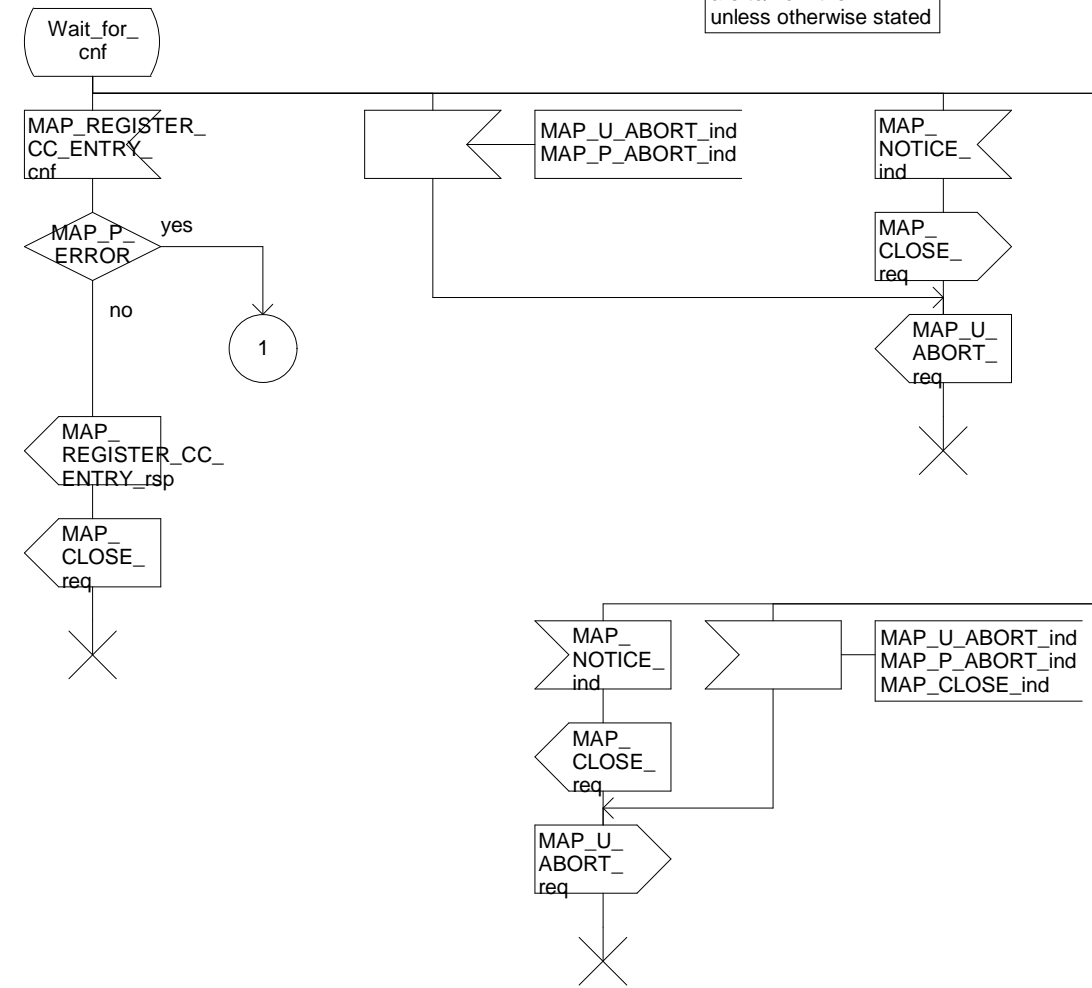 unless otherwise stated
Wait_for_
cnf
MAP_REGISTER_
CC_ENTRY_
cnf
MAP_U_ABORT_ind
MAP_P_ABORT_ind
MAP_
NOTICE_
ind
MAP_P_
ERROR
yes
no
1
MAP_
CLOSE_
req
MAP_U_
ABORT_
req
MAP_
REGISTER_CC_
ENTRY_rsp
MAP_
CLOSE_
req
MAP_
NOTICE_
ind
MAP_U_ABORT_ind
MAP_P_ABORT_ind
MAP_CLOSE_ind
MAP_
CLOSE_
req
MAP_U_
ABORT_
req